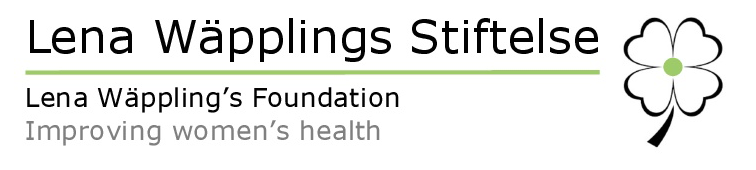 Lena Wäpplings Stiftelse
Lena Wäppling’s Foundation
Improving women’s health